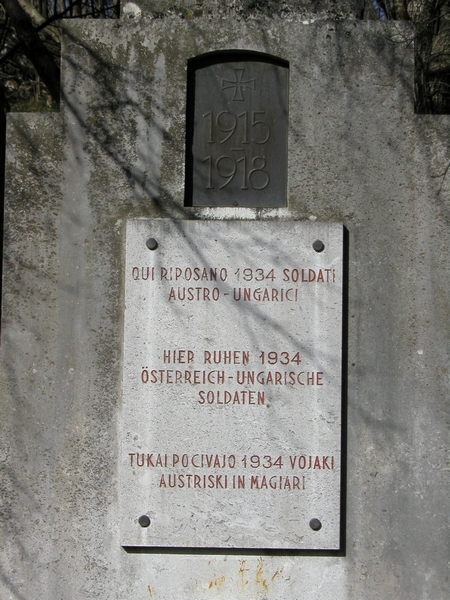 1915
-
1918
QUI RIPOSANO 1934 SOLDATI
AUSTRO-UNGARICI
HIER RUHEN 1934
ÖSTERREICH-UNGARISCHE
SOLDATEN
TUKAI POCIVAJO 1934 VOJAKI
AUSTRISKI IN MAGIARI